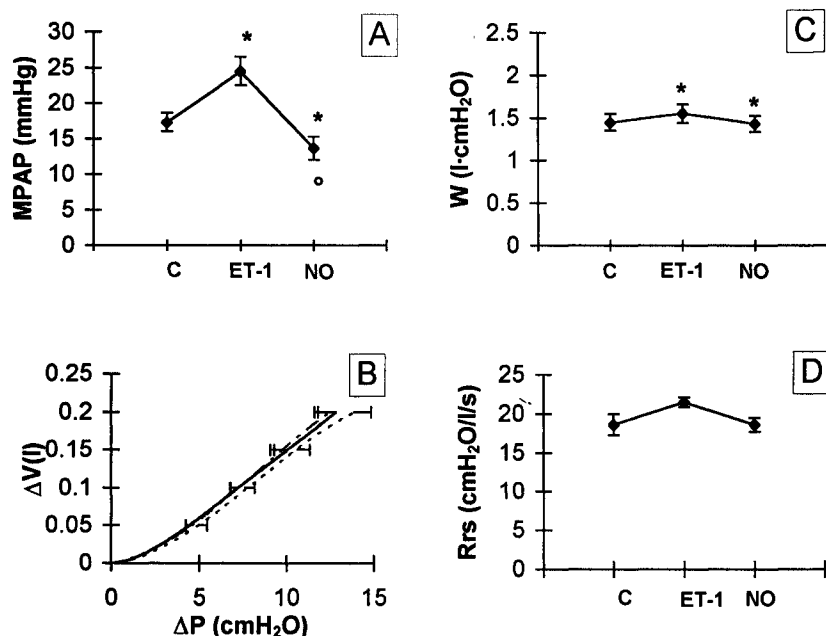 A
MPAP (mmHg)
30
25
20
15
10
5
0
*
*
C
ET-1
NO
C
W (l·cmH₂O)
2.5
2
1.5
1
0.5
0
*
*
C
ET-1
NO
B
ΔV(l)
0.25
0.2
0.15
0.1
0.05
0
0
5
10
15
ΔP (cmH₂O)
D
Rrs (cmH₂O/l/s)
25
20
15
10
5
0
C
ET-1
NO